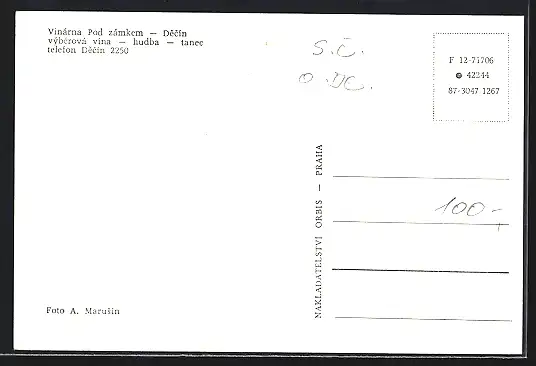 Vinárna Pod zámkem — Děčín
výběrová vína — hudba — tanec
telefon Děčín 2250
S.Č.
O DC.
F 12-71706
42244
87-3047 1267
NAKLADATELSTVÍ ORBIS — PRAHA
100,-
Foto A. Marušin